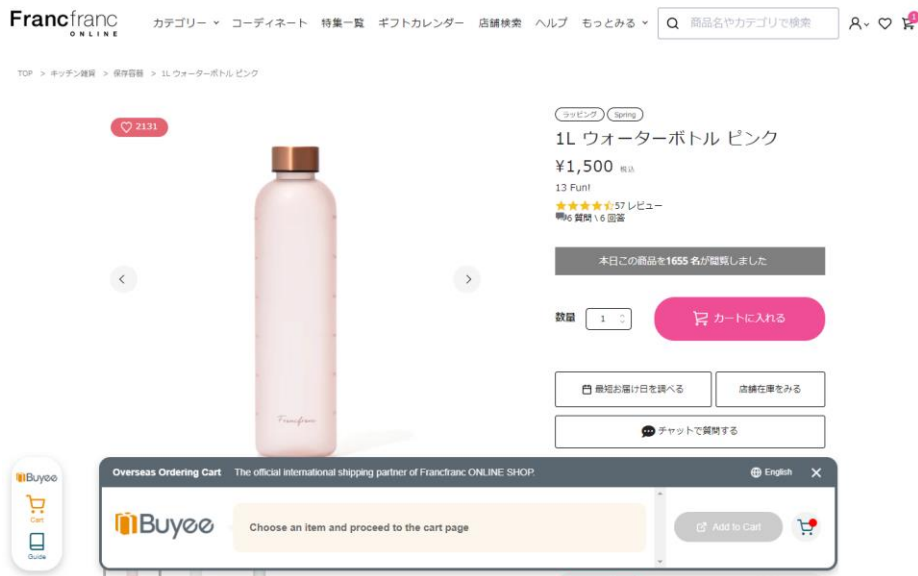 Francfranc
ONLINE
カテゴリー コーディネート 特集一覧 ギフトカレンダー 店舗検索 ヘルプ もっとみる 商品名やカテゴリで検索
1
TOP > キッチン雑貨 > 保存容器 > 1L ウォーターボトル ピンク
2131
ラッピング Spring
1L ウォーターボトル ピンク
¥1,500 税込
13 Fun!
57 レビュー
6 質問 \ 6 回答
本日この商品を1655 名が閲覧しました
数量 1 カートに入れる
最短お届け日を調べる 店舗在庫をみる
チャットで質問する
Francfranc
Buyee
Cart
Guide
Overseas Ordering Cart The official international shipping partner of Francfranc ONLINE SHOP. English
Buyee Choose an item and proceed to the cart page Add to Cart